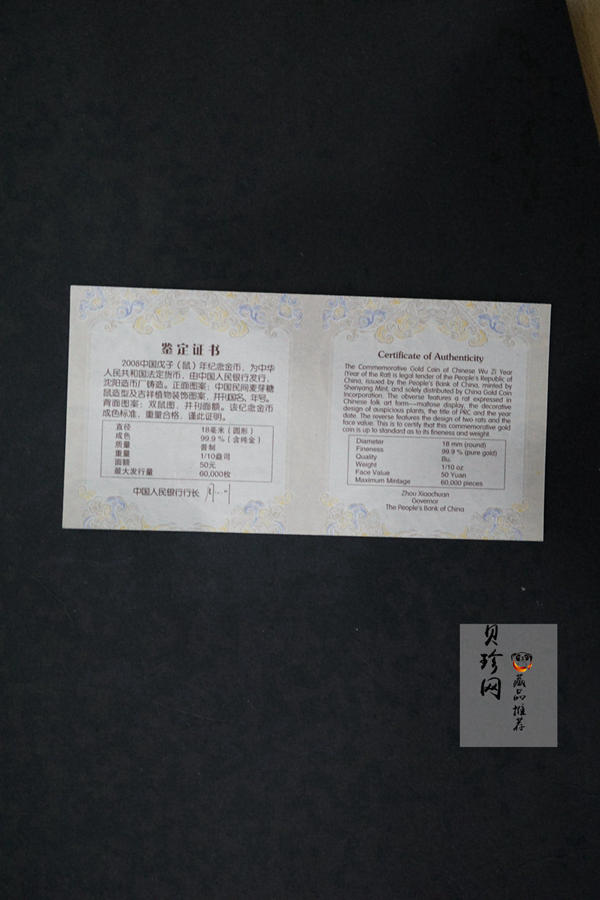 鉴定证书
2008中国戊子(鼠)年纪念金币,为中华
人民共和国法定货币,由中国人民银行发行,
沈阳造币厂铸造。正面图案:中国民间麦芽糖
鼠造型及吉祥植物装饰图案,并刊国名、年号。
背面图案:双鼠图,并刊面额。该纪念金币
成色标准,重量合格,谨此证明。
直径 18毫米(圆形)
成色 99.9%(含纯金)
质量 普制
重量 1/10盎司
面额 50元
最大发行量 60,000枚
中国人民银行行长
Certificate of Authenticity
The Commemorative Gold Coin of Chinese Wu Zi Year
(Year of the Rat) is legal tender of the People's Republic of
China, issued by the People's Bank of China, minted by
Shenyang Mint, and solely distributed by China Gold Coin
Incorporation. The obverse features a rat expressed in
Chinese folk art form—maltose display, the decorative
design of auspicious plants, the title of PRC and the year
date. The reverse features the design of two rats and the
face value. This is to certify that this commemorative gold
coin is up to standard as to its fineness and weight.
Diameter 18 mm (round)
Fineness 99.9 % (pure gold)
Quality Bu.
Weight 1/10 oz
Face Value 50 Yuan
Maximum Mintage 60,000 pieces
Zhou Xiaochuan
Governor
The People's Bank of China
贝珍网
藏品推荐